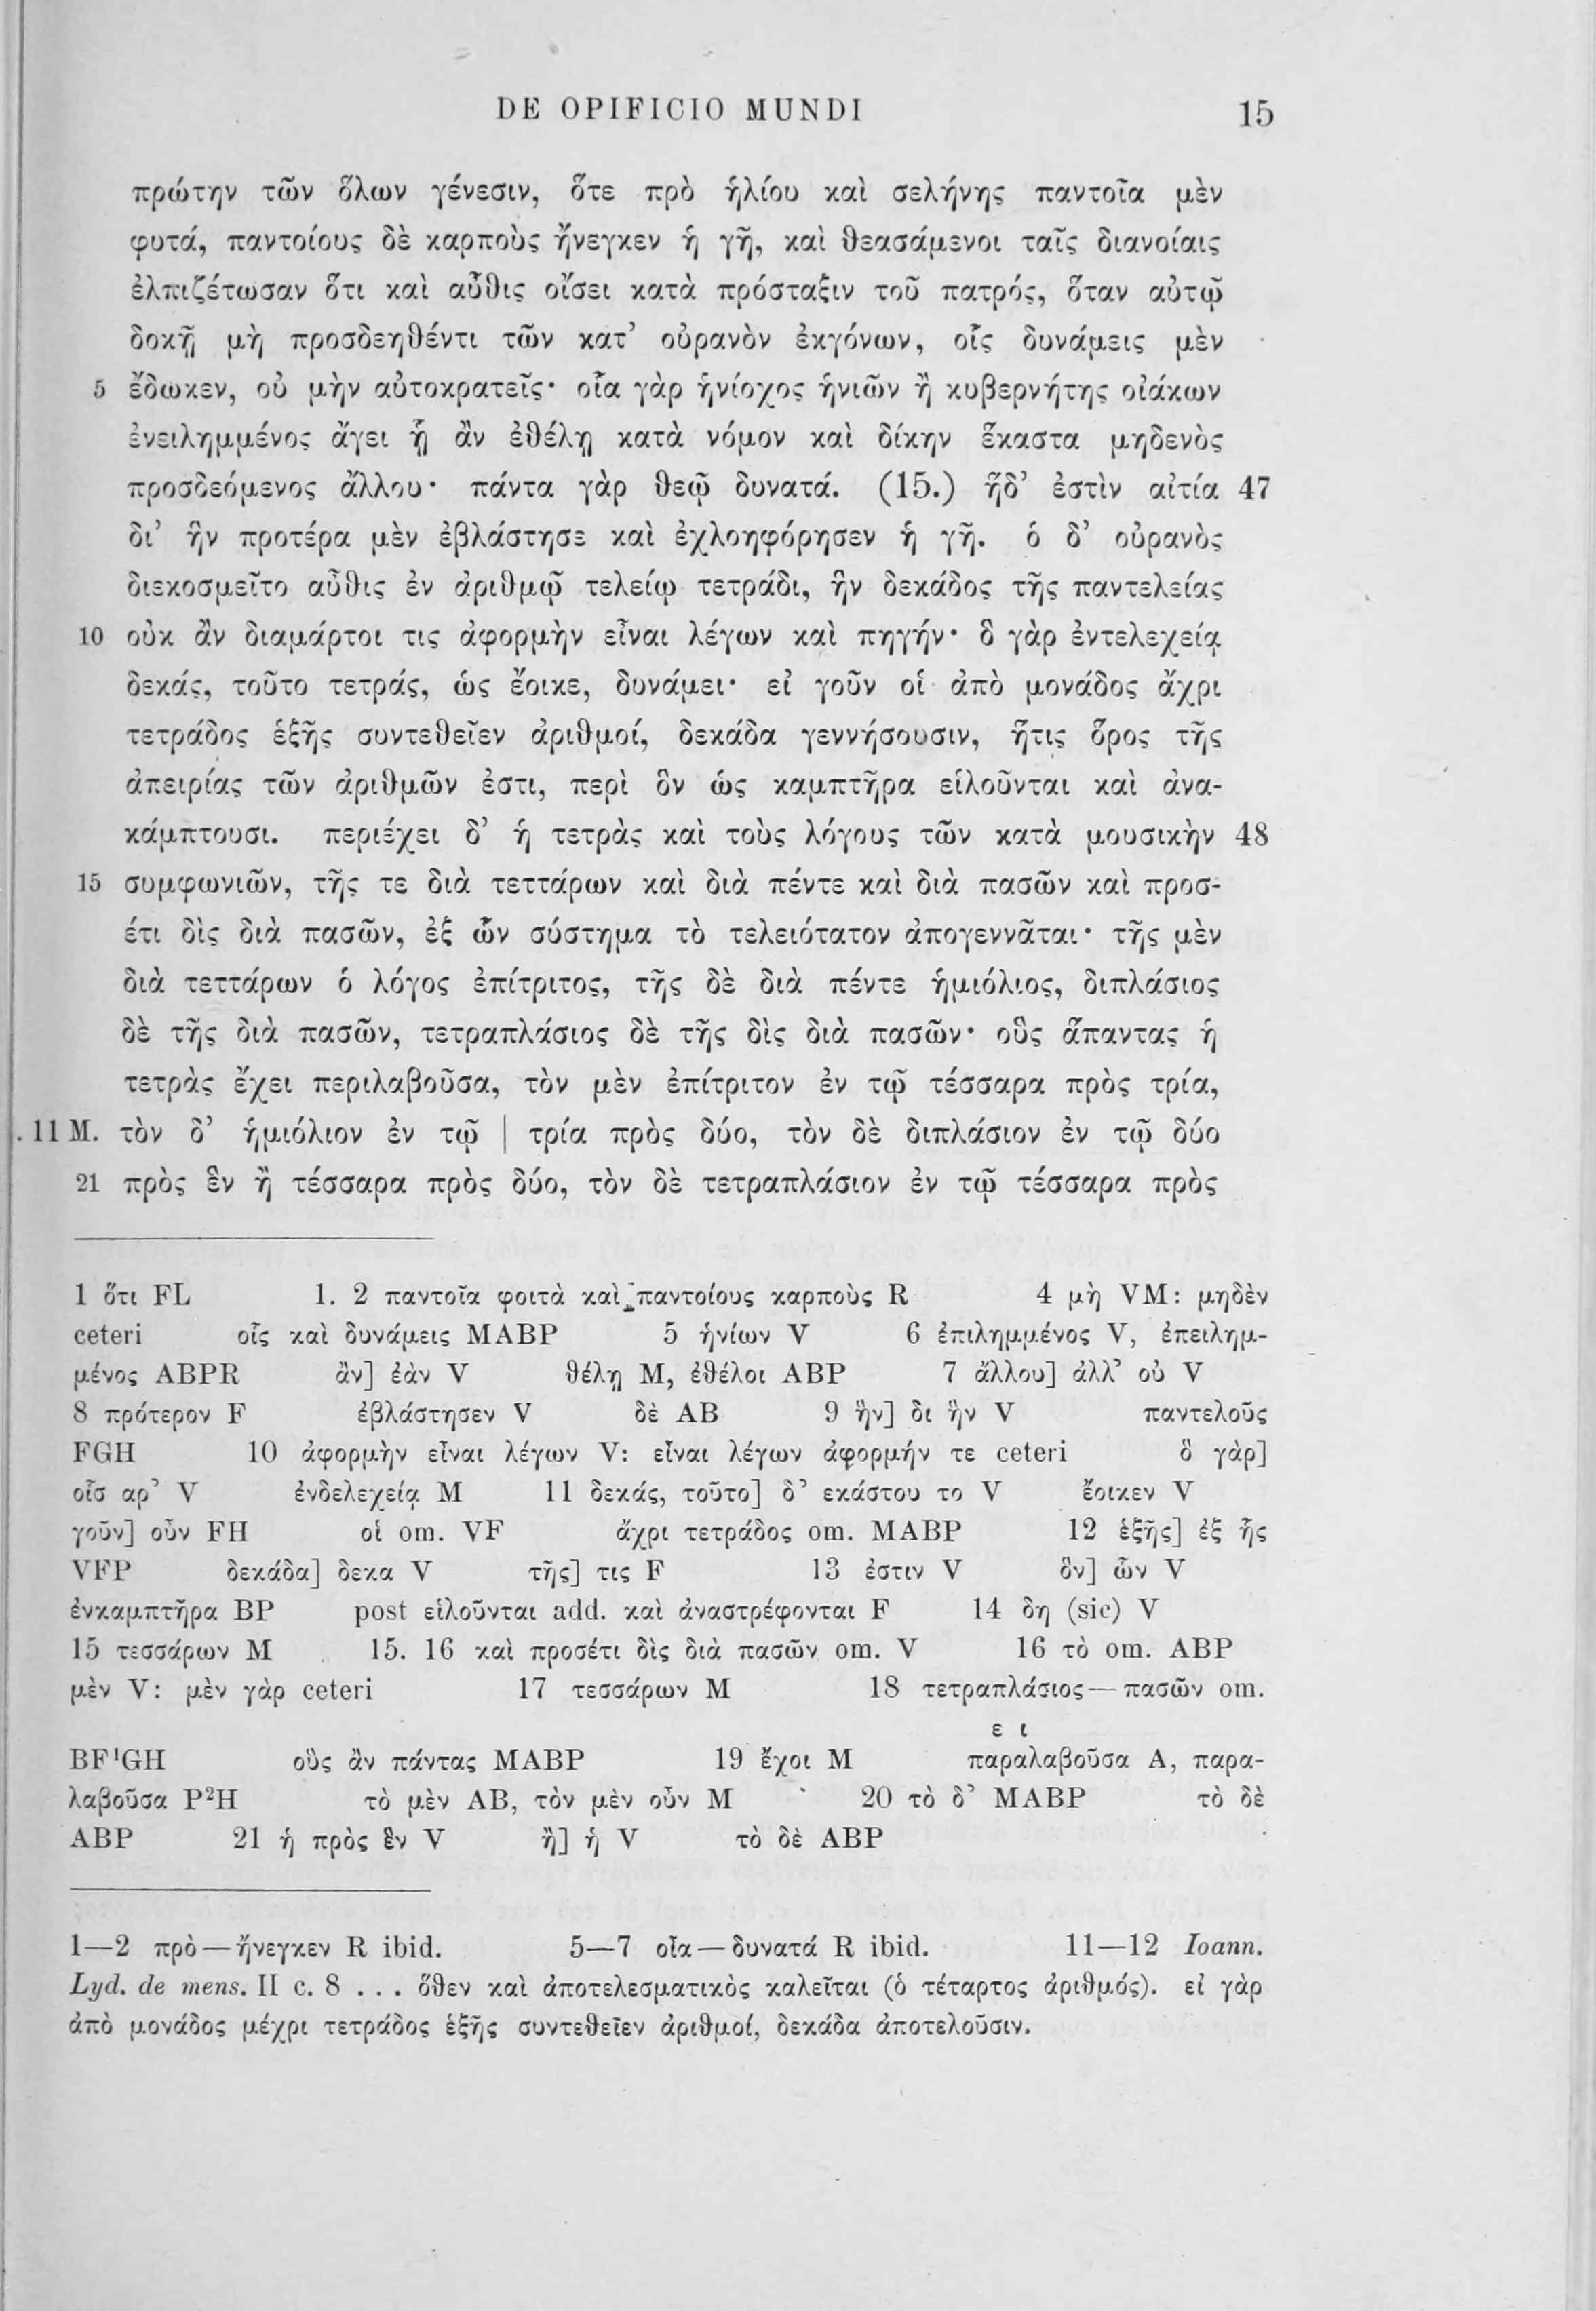 DE OPIFICIO MUNDI 15
πρώτην τῶν ὅλων γένεσιν, ὅτε πρὸ ἡλίου καὶ σελήνης παντοῖα μὲν
φυτά, παντοίους δὲ καρποὺς ἤνεγκεν ἡ γῆ, καὶ θεασάμενοι ταῖς διανοίαις
ἐλπιζέτωσαν ὅτι καὶ αὖθις οἴσει κατὰ πρόσταξιν τοῦ πατρός, ὅταν αὐτῷ
δοκῇ μὴ προσδεηθέντι τῶν κατ’ οὐρανὸν ἐκγόνων, οἷς δυνάμεις μὲν
5 ἔδωκεν, οὐ μὴν αὐτοκρατεῖς· οἷα γὰρ ἡνίοχος ἡνιῶν ἢ κυβερνήτης οἰάκων
ἐνειλημμένος ἄγει ᾗ ἂν ἐθέλῃ κατὰ νόμον καὶ δίκην ἕκαστα μηδενὸς
προσδεόμενος ἄλλου· πάντα γὰρ θεῷ δυνατά. (15.) ἥδ’ ἐστὶν αἰτία 47
δι’ ἣν προτέρα μὲν ἐβλάστησε καὶ ἐχλοηφόρησεν ἡ γῆ. ὁ δ’ οὐρανὸς
διεκοσμεῖτο αὖθις ἐν ἀριθμῷ τελείῳ τετράδι, ἣν δεκάδος τῆς παντελείας
10 οὐκ ἂν διαμάρτοι τις ἀφορμὴν εἶναι λέγων καὶ πηγήν· ὃ γὰρ ἐντελεχείᾳ
δεκάς, τοῦτο τετράς, ὡς ἔοικε, δυνάμει· εἰ γοῦν οἱ ἀπὸ μονάδος ἄχρι
τετράδος ἑξῆς συντεθεῖεν ἀριθμοί, δεκάδα γεννήσουσιν, ἥτις ὅρος τῆς
ἀπειρίας τῶν ἀριθμῶν ἐστι, περὶ ὃν ὡς καμπτῆρα εἱλοῦνται καὶ ἀνα-
κάμπτουσι. περιέχει δ’ ἡ τετρὰς καὶ τοὺς λόγους τῶν κατὰ μουσικὴν 48
15 συμφωνιῶν, τῆς τε διὰ τεττάρων καὶ διὰ πέντε καὶ διὰ πασῶν καὶ προσ-
έτι δὶς διὰ πασῶν, ἐξ ὧν σύστημα τὸ τελειότατον ἀπογεννᾶται· τῆς μὲν
διὰ τεττάρων ὁ λόγος ἐπίτριτος, τῆς δὲ διὰ πέντε ἡμιόλιος, διπλάσιος
δὲ τῆς διὰ πασῶν, τετραπλάσιος δὲ τῆς δὶς διὰ πασῶν· οὓς ἅπαντας ἡ
τετρὰς ἔχει περιλαβοῦσα, τὸν μὲν ἐπίτριτον ἐν τῷ τέσσαρα πρὸς τρία,
. 11 M. τὸν δ’ ἡμιόλιον ἐν τῷ | τρία πρὸς δύο, τὸν δὲ διπλάσιον ἐν τῷ δύο
21 πρὸς ἓν ἢ τέσσαρα πρὸς δύο, τὸν δὲ τετραπλάσιον ἐν τῷ τέσσαρα πρὸς
1 ὅτι FL 1. 2 παντοῖα φοιτὰ καὶ παντοίους καρποὺς R 4 μὴ VM: μηδὲν
ceteri οἷς καὶ δυνάμεις MABP 5 ἡνίων V 6 ἐπιλημμένος V, ἐπειλημ-
μένος ABPR ἂν] ἐὰν V θέλῃ M, ἐθέλοι ABP 7 ἄλλου] ἀλλ’ οὐ V
8 πρότερον F ἐβλάστησεν V δὲ AB 9 ἣν] δι ἣν V παντελοῦς
FGH 10 ἀφορμὴν εἶναι λέγων V: εἶναι λέγων ἀφορμήν τε ceteri ὃ γὰρ]
οἷσ αρ’ V ἐνδελεχείᾳ M 11 δεκάς, τοῦτο] δ’ εκάστου το V ἔοικεν V
γοῦν] οὖν FH οἱ om. VF ἄχρι τετράδος om. MABP 12 ἑξῆς] ἐξ ἧς
VFP δεκάδα] δεκα V τῆς] τις F 13 ἐστιν V ὃν] ὧν V
ἐνκαμπτῆρα BP post εἱλοῦνται add. καὶ ἀναστρέφονται F 14 δη (sic) V
15 τεσσάρων M 15. 16 καὶ προσέτι δὶς διὰ πασῶν om. V 16 τὸ om. ABP
μὲν V: μὲν γὰρ ceteri 17 τεσσάρων M 18 τετραπλάσιος—πασῶν om.
ε ι
BF¹GH οὓς ἂν πάντας MABP 19 ἔχοι M παραλαβοῦσα A, παρα-
λαβοῦσα P²H τὸ μὲν AB, τὸν μὲν οὖν M 20 τὸ δ’ MABP τὸ δὲ
ABP 21 ἡ πρὸς ἓν V ἢ] ἡ V τὸ δὲ ABP
1—2 πρὸ—ἤνεγκεν R ibid. 5—7 οἷα—δυνατά R ibid. 11—12 Ioann.
Lyd. de mens. II c. 8 . . . ὅθεν καὶ ἀποτελεσματικὸς καλεῖται (ὁ τέταρτος ἀριθμός). εἰ γὰρ
ἀπὸ μονάδος μέχρι τετράδος ἑξῆς συντεθεῖεν ἀριθμοί, δεκάδα ἀποτελοῦσιν.